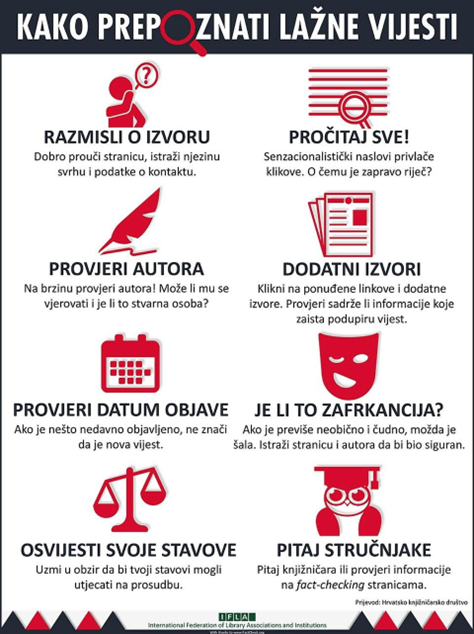 KAKO PREPOZNATI LAŽNE VIJESTI
RAZMISLI O IZVORU
Dobro prouči stranicu, istraži njezinu
svrhu i podatke o kontaktu.
PROČITAJ SVE!
Senzacionalistički naslovi privlače
klikove. O čemu je zapravo riječ?
PROVJERI AUTORA
Na brzinu provjeri autora! Može li mu se
vjerovati i je li to stvarna osoba?
DODATNI IZVORI
Klikni na ponuđene linkove i dodatne
izvore. Provjeri sadrže li informacije koje
zaista podupiru vijest.
PROVJERI DATUM OBJAVE
Ako je nešto nedavno objavljeno, ne znači
da je nova vijest.
JE LI TO ZAFRKANCIJA?
Ako je previše neobično i čudno, možda je
šala. Istraži stranicu i autora da bi bio siguran.
OSVIJESTI SVOJE STAVOVE
Uzmi u obzir da bi tvoji stavovi mogli
utjecati na prosudbu.
PITAJ STRUČNJAKE
Pitaj knjižničara ili provjeri informacije
na fact-checking stranicama.
Prijevod: Hrvatsko knjižničarsko društvo
IFLA
International Federation of Library Associations and Institutions
With thanks to www.FactCheck.org